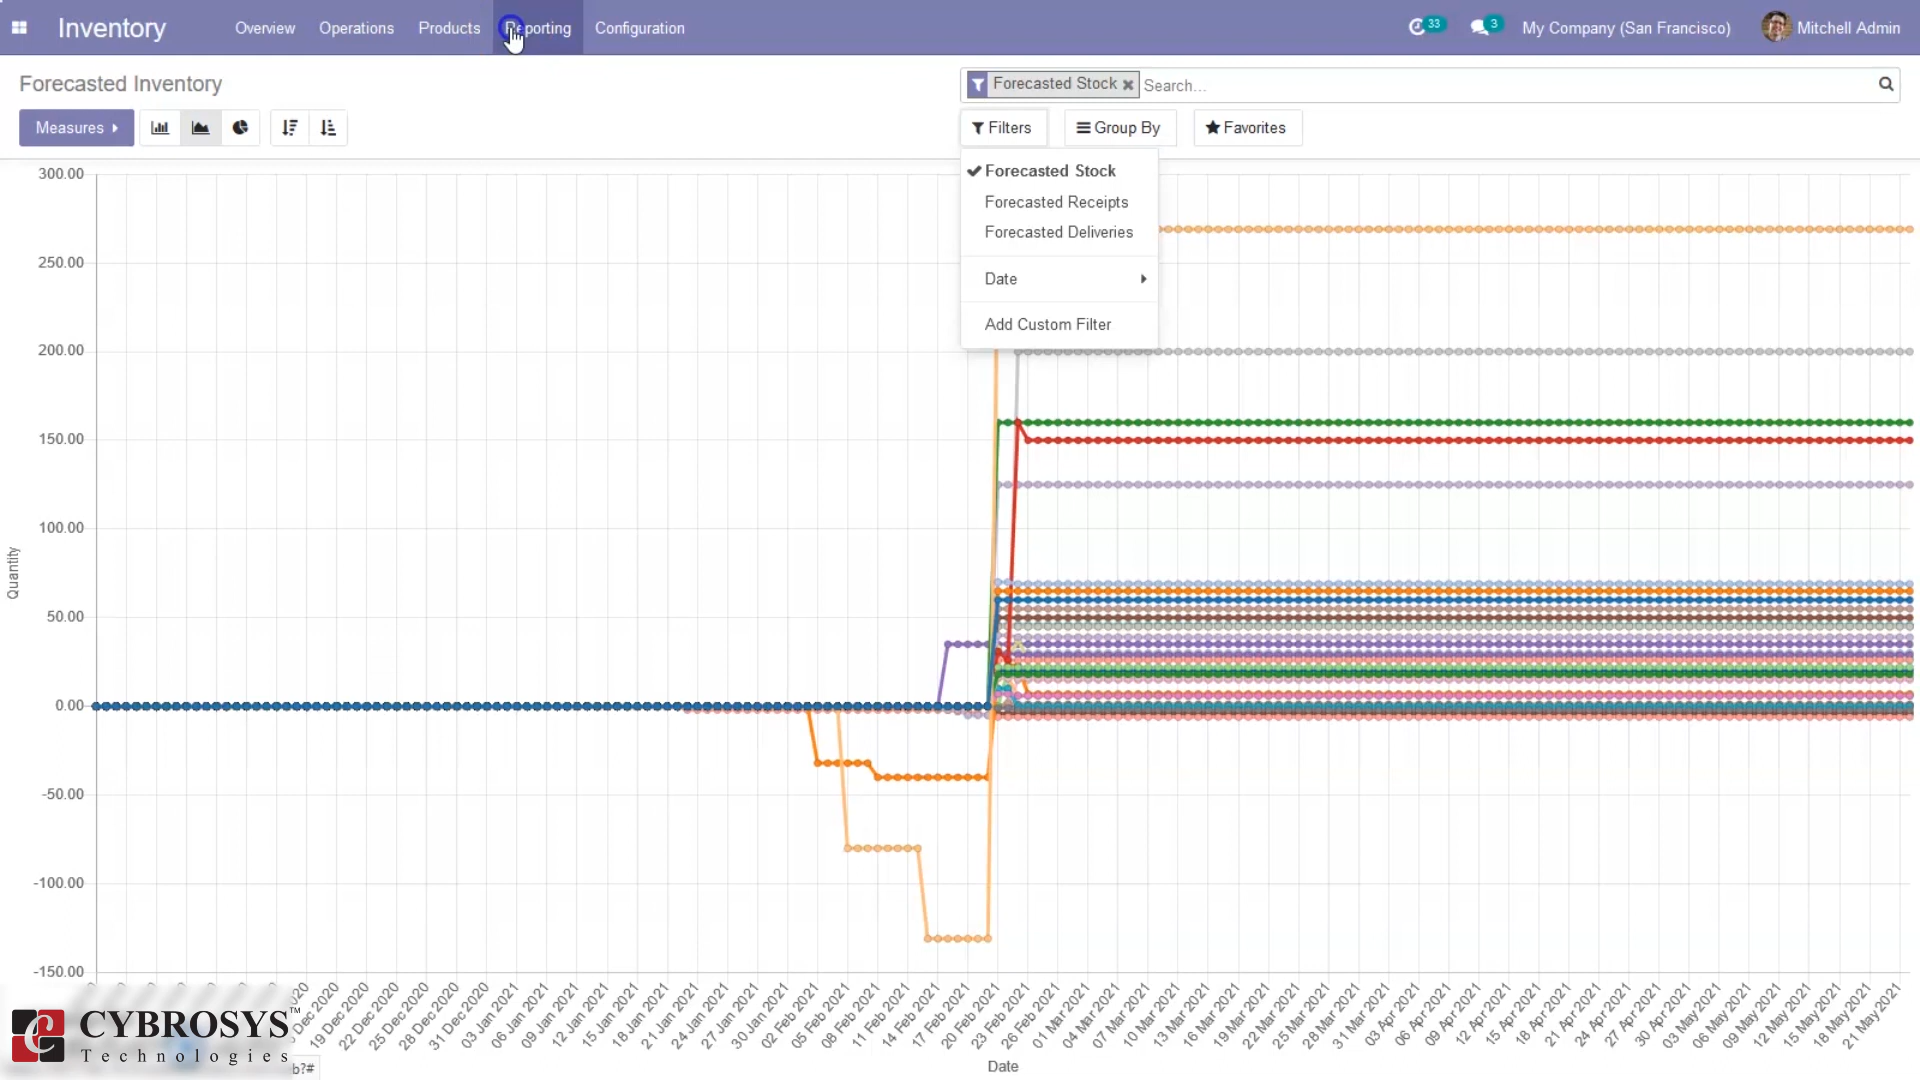 Inventory
Overview
Operations
Products
Reporting
Configuration
33
3
My Company (San Francisco)
Mitchell Admin
Forecasted Inventory
Forecasted Stock
Search...
Measures
Filters
Group By
Favorites
Forecasted Stock
Forecasted Receipts
Forecasted Deliveries
Date
Add Custom Filter
300.00
250.00
200.00
150.00
100.00
50.00
0.00
-50.00
-100.00
-150.00
Quantity
Dec 2020
19 Dec 2020
22 Dec 2020
25 Dec 2020
28 Dec 2020
31 Dec 2020
03 Jan 2021
06 Jan 2021
09 Jan 2021
12 Jan 2021
15 Jan 2021
18 Jan 2021
21 Jan 2021
24 Jan 2021
27 Jan 2021
30 Jan 2021
02 Feb 2021
05 Feb 2021
08 Feb 2021
11 Feb 2021
14 Feb 2021
17 Feb 2021
20 Feb 2021
23 Feb 2021
26 Feb 2021
01 Mar 2021
04 Mar 2021
07 Mar 2021
10 Mar 2021
13 Mar 2021
16 Mar 2021
19 Mar 2021
22 Mar 2021
25 Mar 2021
28 Mar 2021
31 Mar 2021
03 Apr 2021
06 Apr 2021
09 Apr 2021
12 Apr 2021
15 Apr 2021
18 Apr 2021
21 Apr 2021
24 Apr 2021
27 Apr 2021
30 Apr 2021
03 May 2021
06 May 2021
09 May 2021
12 May 2021
15 May 2021
18 May 2021
21 May 2021
Date
CYBROSYS™
Technologies
b?#